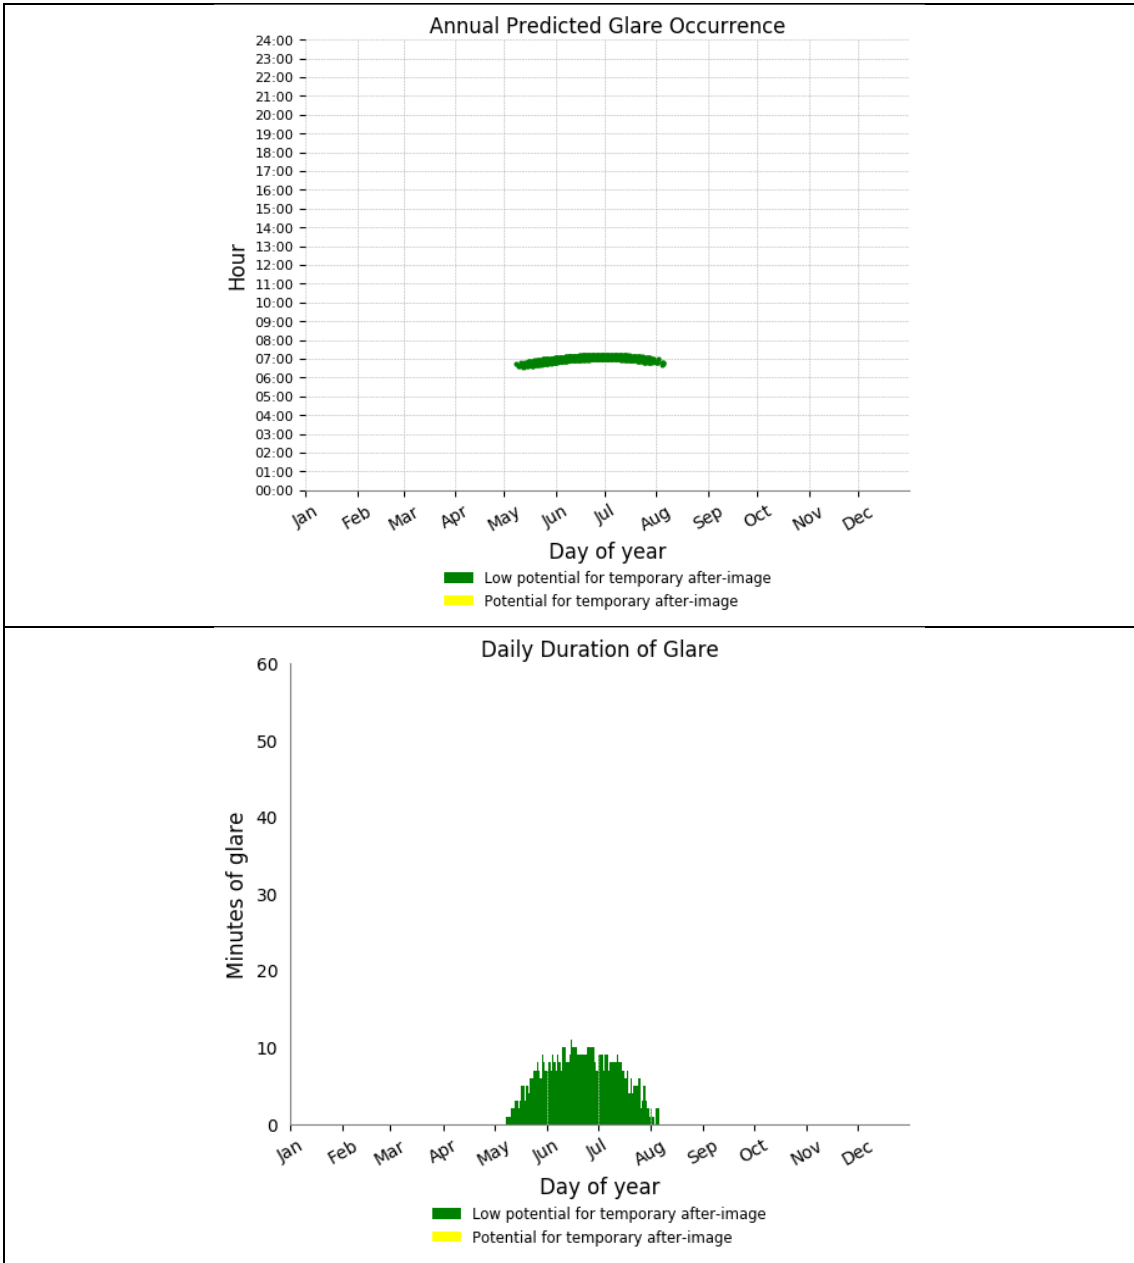 Annual Predicted Glare Occurrence
24:00
23:00
22:00
21:00
20:00
19:00
18:00
17:00
16:00
15:00
14:00
13:00
12:00
11:00
10:00
09:00
08:00
07:00
06:00
05:00
04:00
03:00
02:00
01:00
00:00
Hour
Jan Feb Mar Apr May Jun Jul Aug Sep Oct Nov Dec
Day of year
Low potential for temporary after-image
Potential for temporary after-image
Daily Duration of Glare
60
50
40
30
20
10
0
Minutes of glare
Jan Feb Mar Apr May Jun Jul Aug Sep Oct Nov Dec
Day of year
Low potential for temporary after-image
Potential for temporary after-image